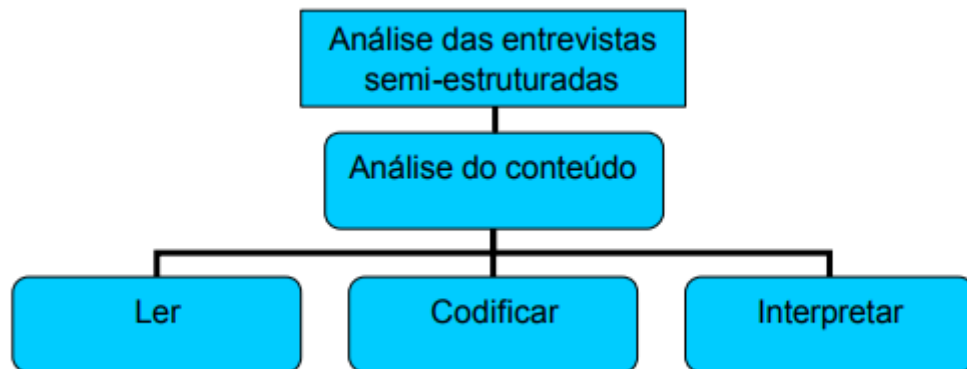 Análise das entrevistas
semi-estruturadas
Análise do conteúdo
Ler
Codificar
Interpretar